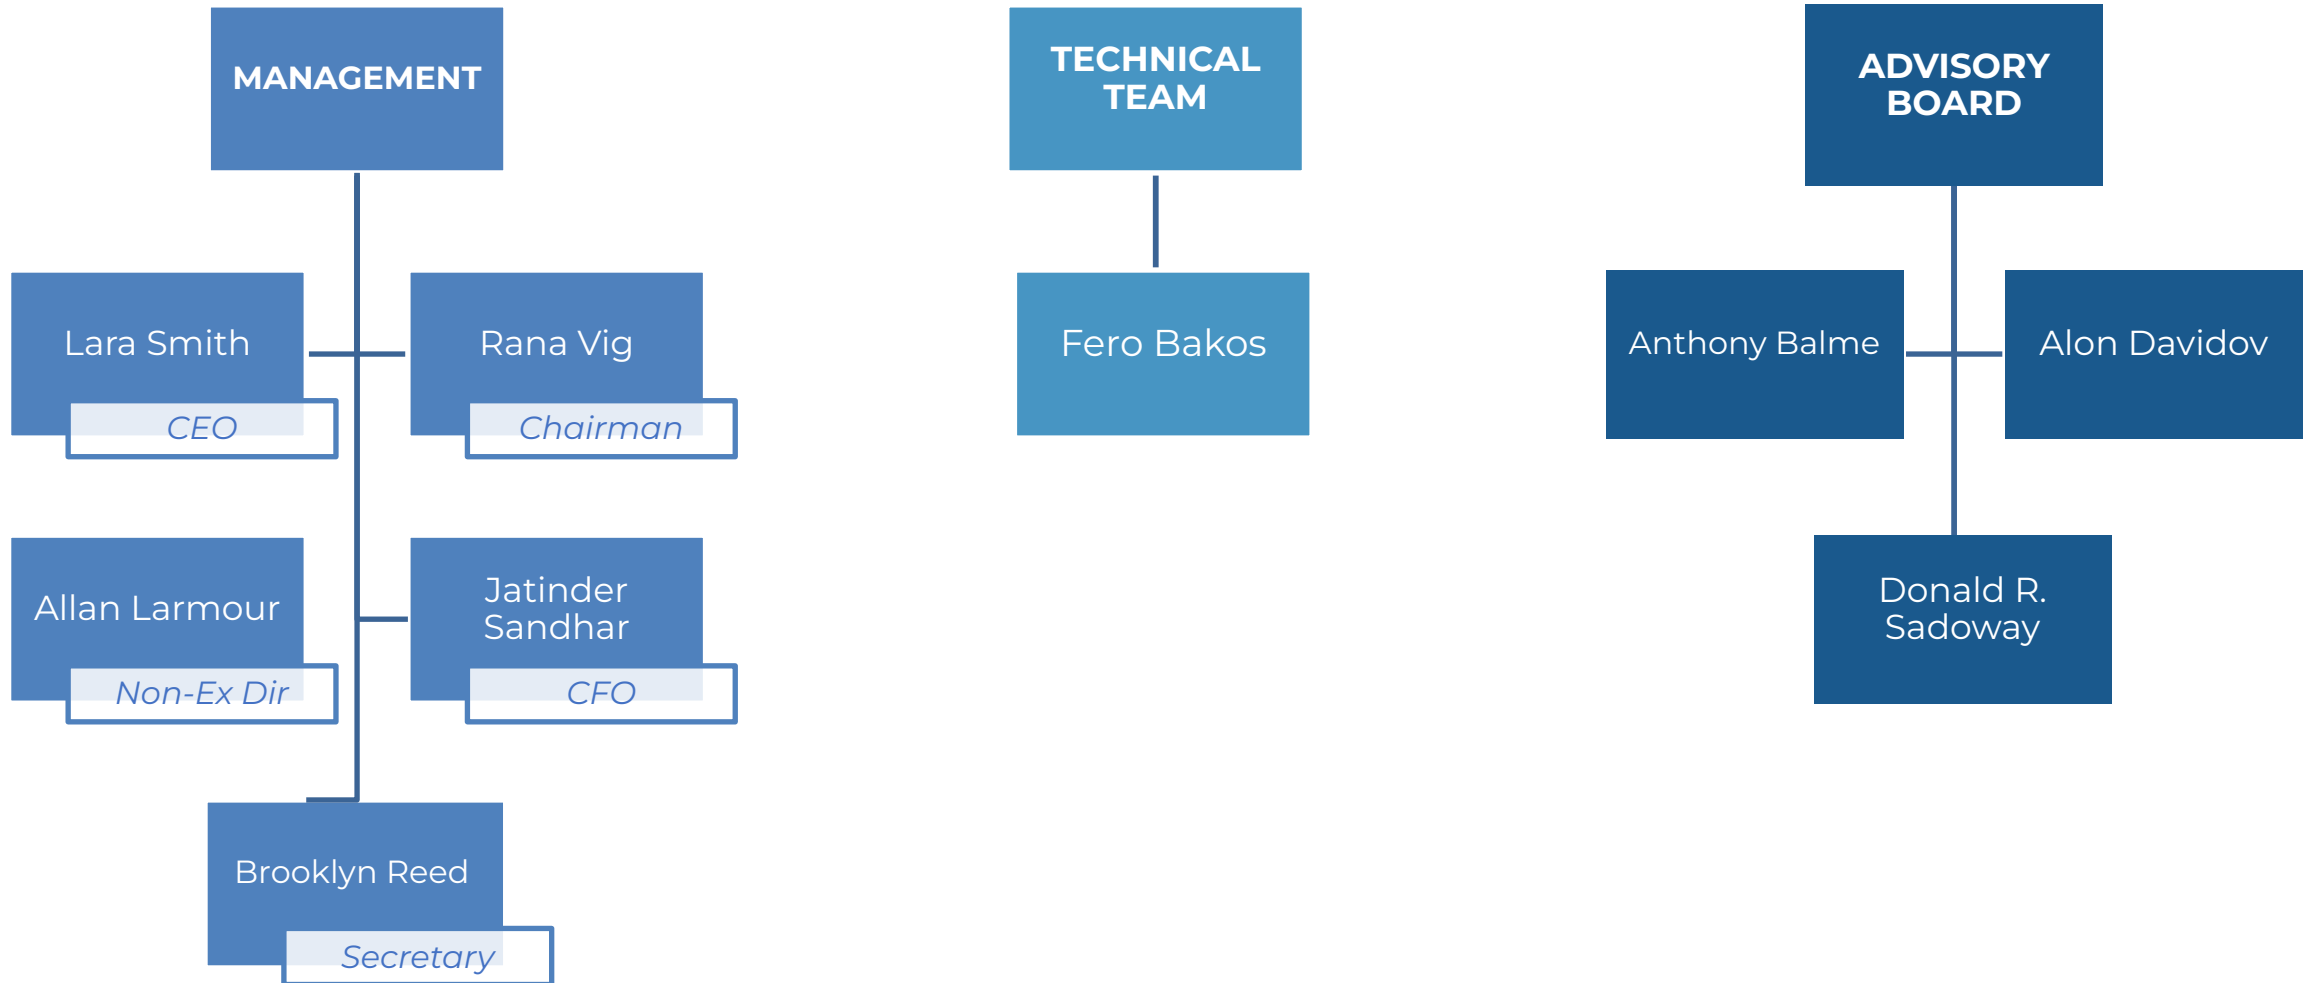 MANAGEMENT
Lara Smith
CEO
Rana Vig
Chairman
Allan Larmour
Non-Ex Dir
Jatinder
Sandhar
CFO
Brooklyn Reed
Secretary
TECHNICAL
TEAM
Fero Bakos
ADVISORY
BOARD
Anthony Balme
Alon Davidov
Donald R.
Sadoway